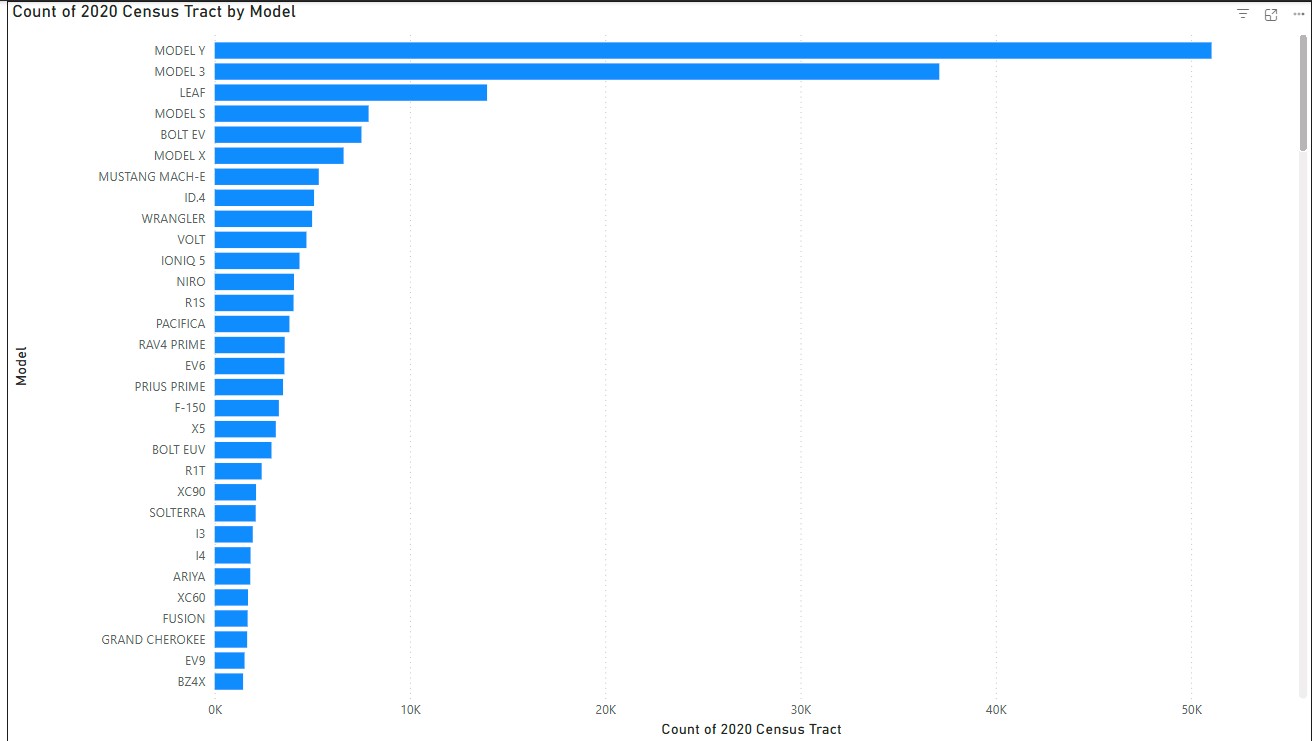 Count of 2020 Census Tract by Model
MODEL Y
MODEL 3
LEAF
MODEL S
BOLT EV
MODEL X
MUSTANG MACH-E
ID.4
WRANGLER
VOLT
IONIQ 5
NIRO
R1S
PACIFICA
RAV4 PRIME
EV6
PRIUS PRIME
F-150
X5
BOLT EUV
R1T
XC90
SOLTERRA
I3
I4
ARIYA
XC60
FUSION
GRAND CHEROKEE
EV9
BZ4X
Model
0K 10K 20K 30K 40K 50K
Count of 2020 Census Tract